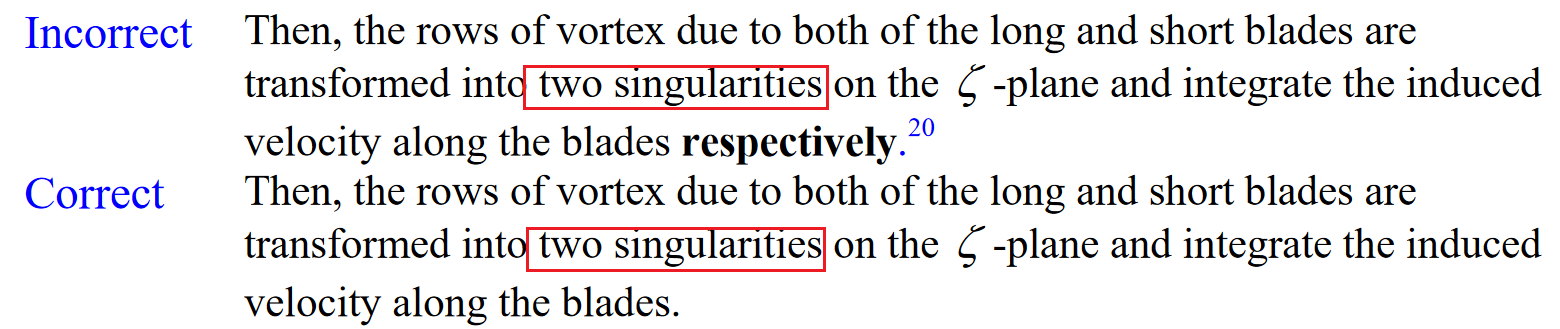 Incorrect Then, the rows of vortex due to both of the long and short blades are
transformed into two singularities on the ζ -plane and integrate the induced
velocity along the blades respectively.20
Correct Then, the rows of vortex due to both of the long and short blades are
transformed into two singularities on the ζ -plane and integrate the induced
velocity along the blades.